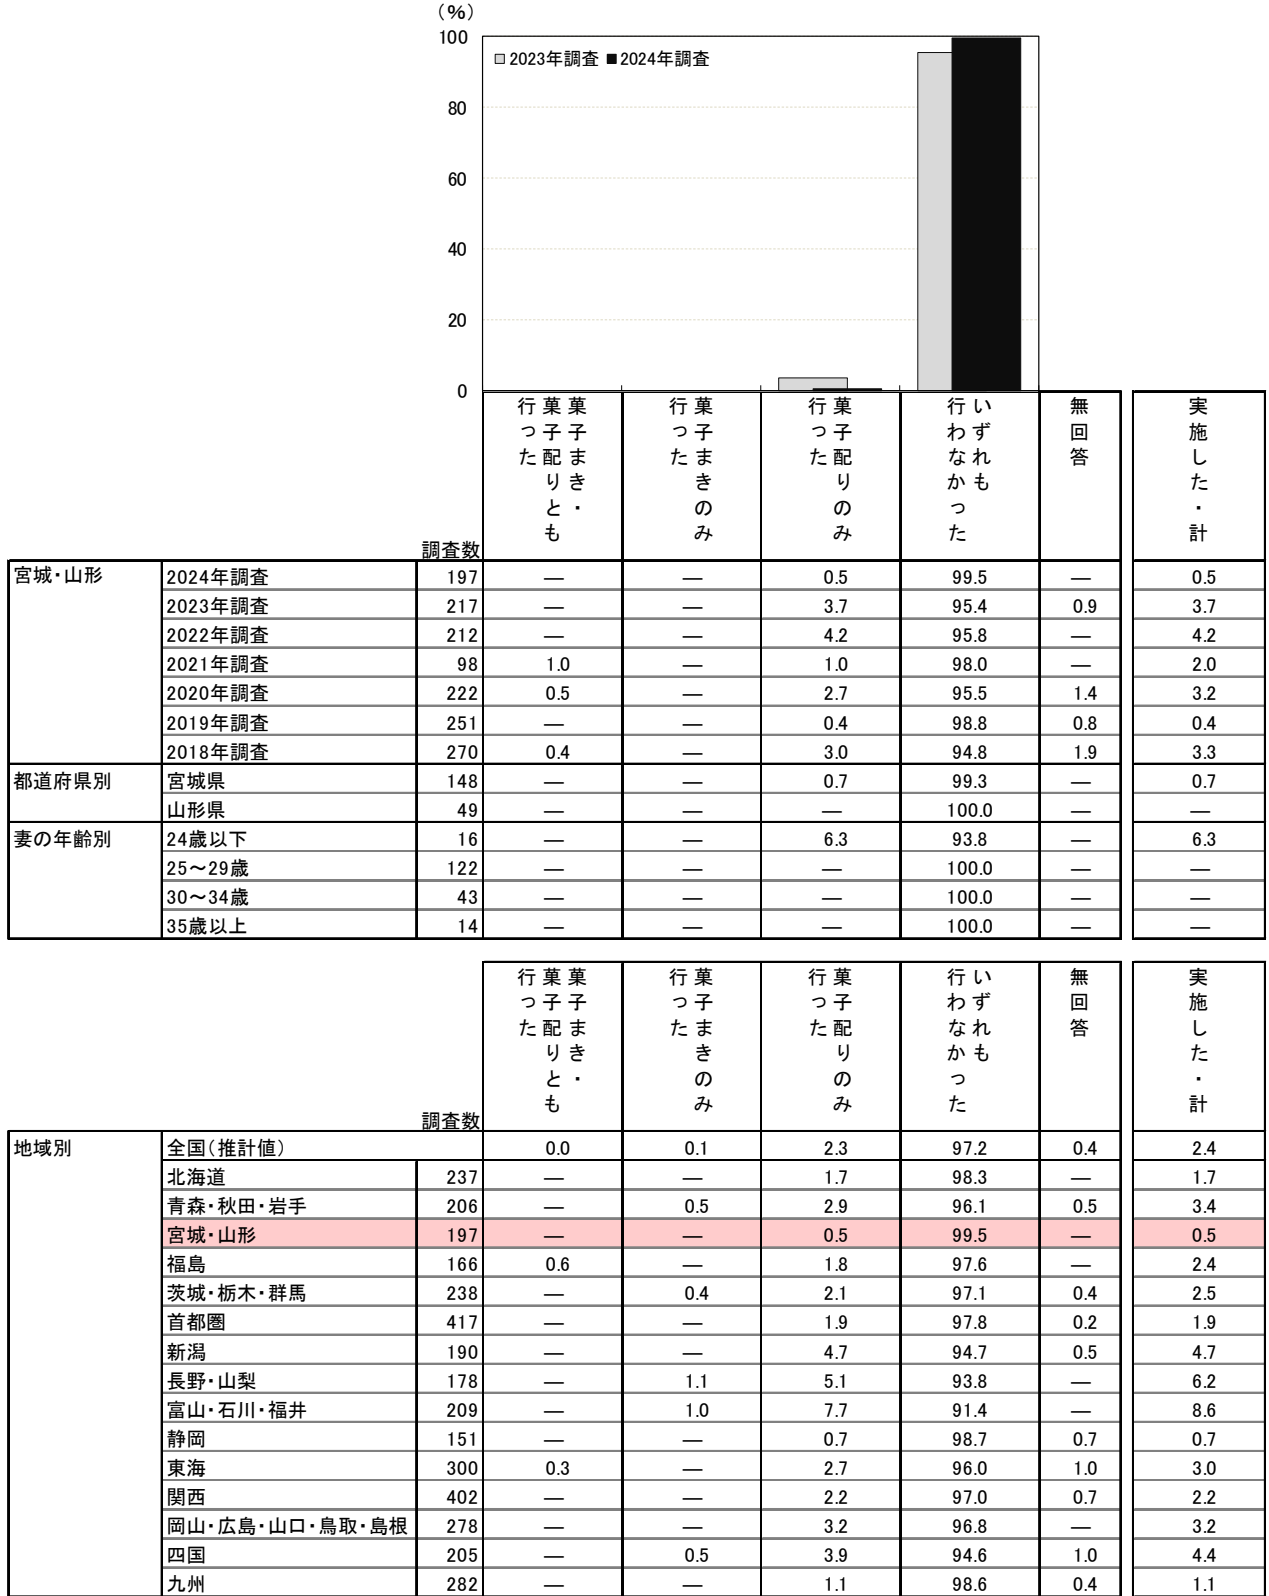 (%)
100
80
60
40
20
0
□2023年調査 ■2024年調査
調査数 菓子まき・菓子配りとも行った 菓子まきのみ行った 菓子配りのみ行った いずれも行わなかった 無回答 実施した・計
宮城・山形 2024年調査 197 ― ― 0.5 99.5 ― 0.5
2023年調査 217 ― ― 3.7 95.4 0.9 3.7
2022年調査 212 ― ― 4.2 95.8 ― 4.2
2021年調査 98 1.0 ― 1.0 98.0 ― 2.0
2020年調査 222 0.5 ― 2.7 95.5 1.4 3.2
2019年調査 251 ― ― 0.4 98.8 0.8 0.4
2018年調査 270 0.4 ― 3.0 94.8 1.9 3.3
都道府県別 宮城県 148 ― ― 0.7 99.3 ― 0.7
山形県 49 ― ― ― 100.0 ― ―
妻の年齢別 24歳以下 16 ― ― 6.3 93.8 ― 6.3
25～29歳 122 ― ― ― 100.0 ― ―
30～34歳 43 ― ― ― 100.0 ― ―
35歳以上 14 ― ― ― 100.0 ― ―
調査数 菓子まき・菓子配りとも行った 菓子まきのみ行った 菓子配りのみ行った いずれも行わなかった 無回答 実施した・計
地域別 全国(推計値) 0.0 0.1 2.3 97.2 0.4 2.4
北海道 237 ― ― 1.7 98.3 ― 1.7
青森・秋田・岩手 206 ― 0.5 2.9 96.1 0.5 3.4
宮城・山形 197 ― ― 0.5 99.5 ― 0.5
福島 166 0.6 ― 1.8 97.6 ― 2.4
茨城・栃木・群馬 238 ― 0.4 2.1 97.1 0.4 2.5
首都圏 417 ― ― 1.9 97.8 0.2 1.9
新潟 190 ― ― 4.7 94.7 0.5 4.7
長野・山梨 178 ― 1.1 5.1 93.8 ― 6.2
富山・石川・福井 209 ― 1.0 7.7 91.4 ― 8.6
静岡 151 ― ― 0.7 98.7 0.7 0.7
東海 300 0.3 ― 2.7 96.0 1.0 3.0
関西 402 ― ― 2.2 97.0 0.7 2.2
岡山・広島・山口・鳥取・島根 278 ― ― 3.2 96.8 ― 3.2
四国 205 ― 0.5 3.9 94.6 1.0 4.4
九州 282 ― ― 1.1 98.6 0.4 1.1